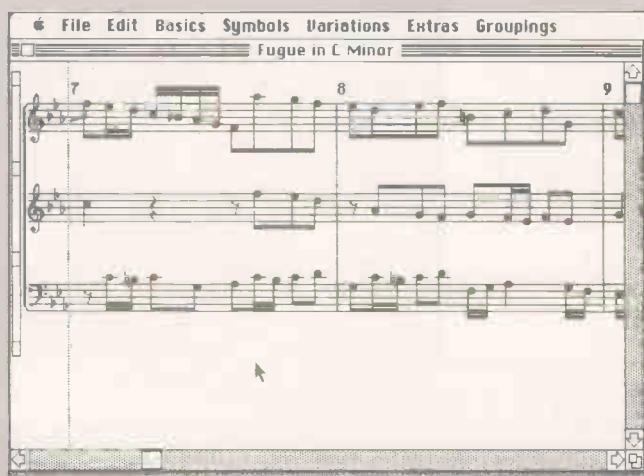 File Edit Basics Symbols Variations Extras Groupings
Fugue in C Minor
7 8 9